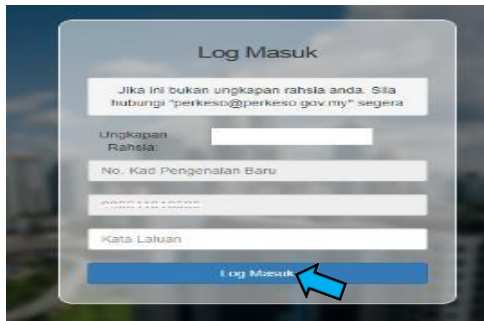 Log Masuk
Jika ini bukan ungkapan rahsia anda. Sila
hubungi "perkeso@perkeso.gov.my" segera
Ungkapan
Rahsia:
No. Kad Pengenalan Baru
Kata Laluan
Log Masuk